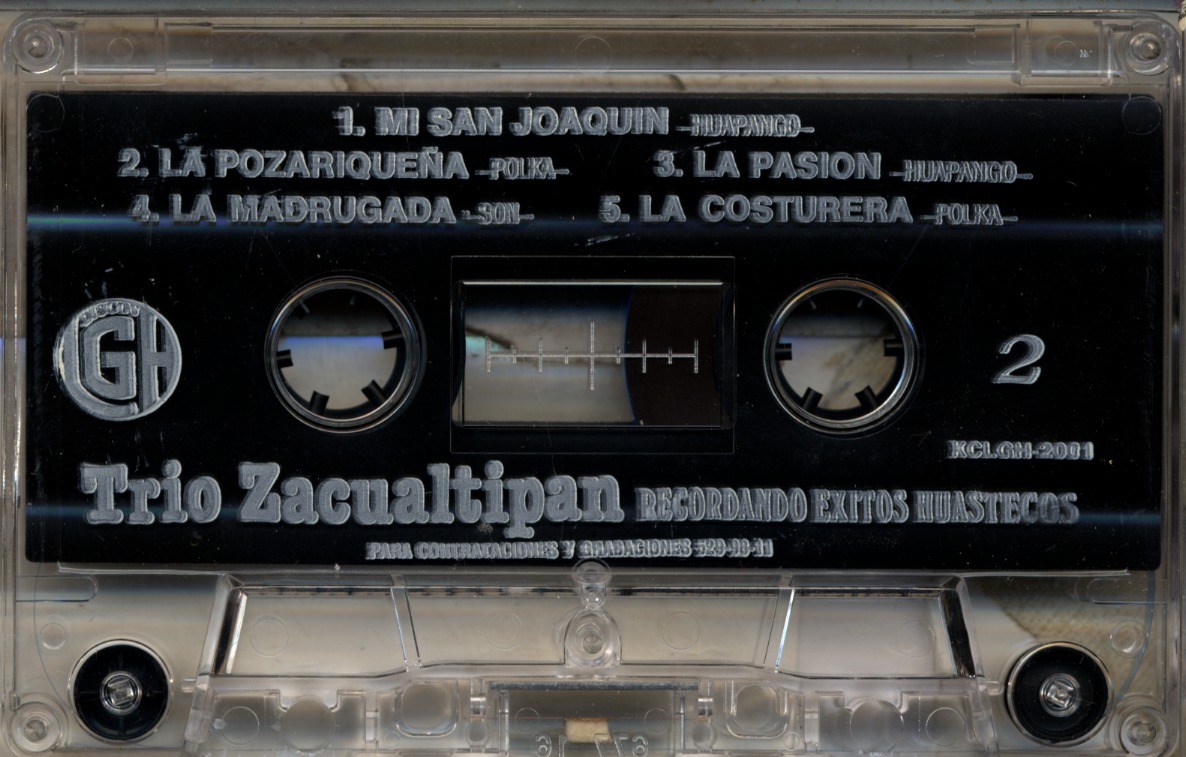 1. MI SAN JOAQUIN -HUAPANGO-
2. LA POZARIQUEÑA -POLKA- 3. LA PASION -HUAPANGO-
4. LA MADRUGADA -SON- 5. LA COSTURERA -POLKA-
GH
2
KCLGH-2001
Trio Zacualtipan RECORDANDO EXITOS HUASTECOS
PARA CONTRATACIONES Y GRABACIONES 529-98-11